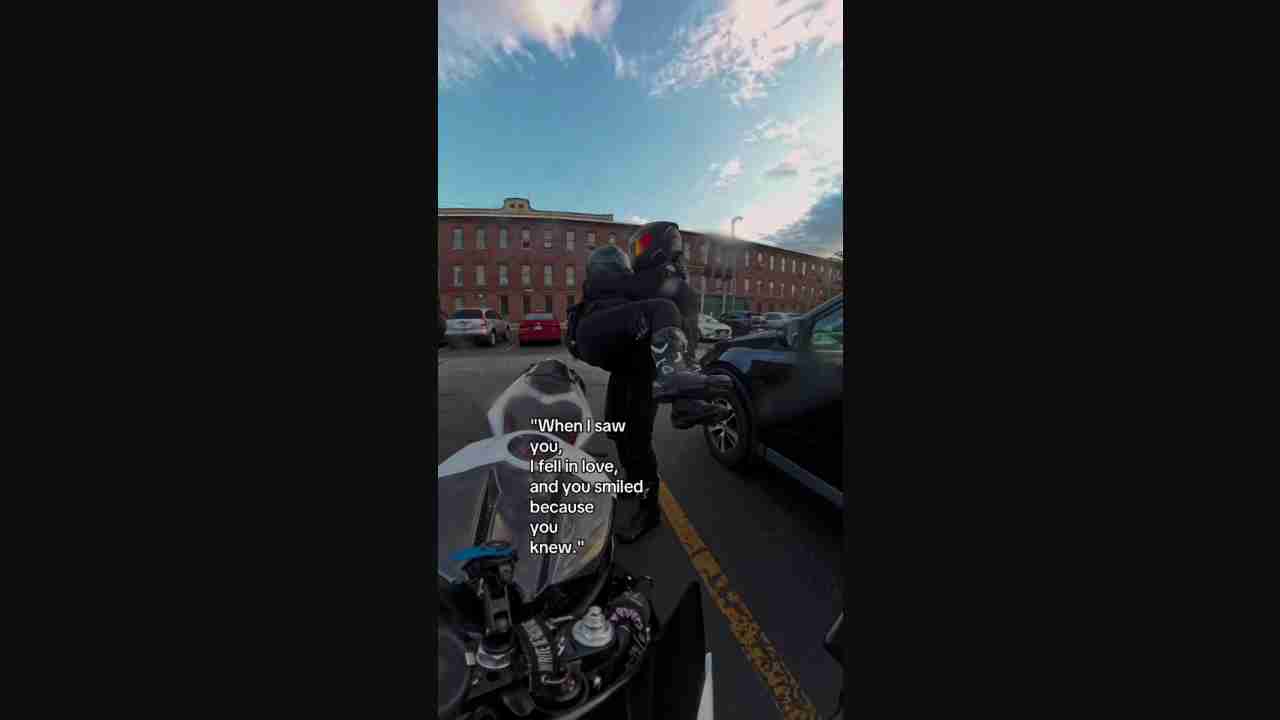 "When I saw
you,
I fell in love,
and you smiled
because
you
knew."